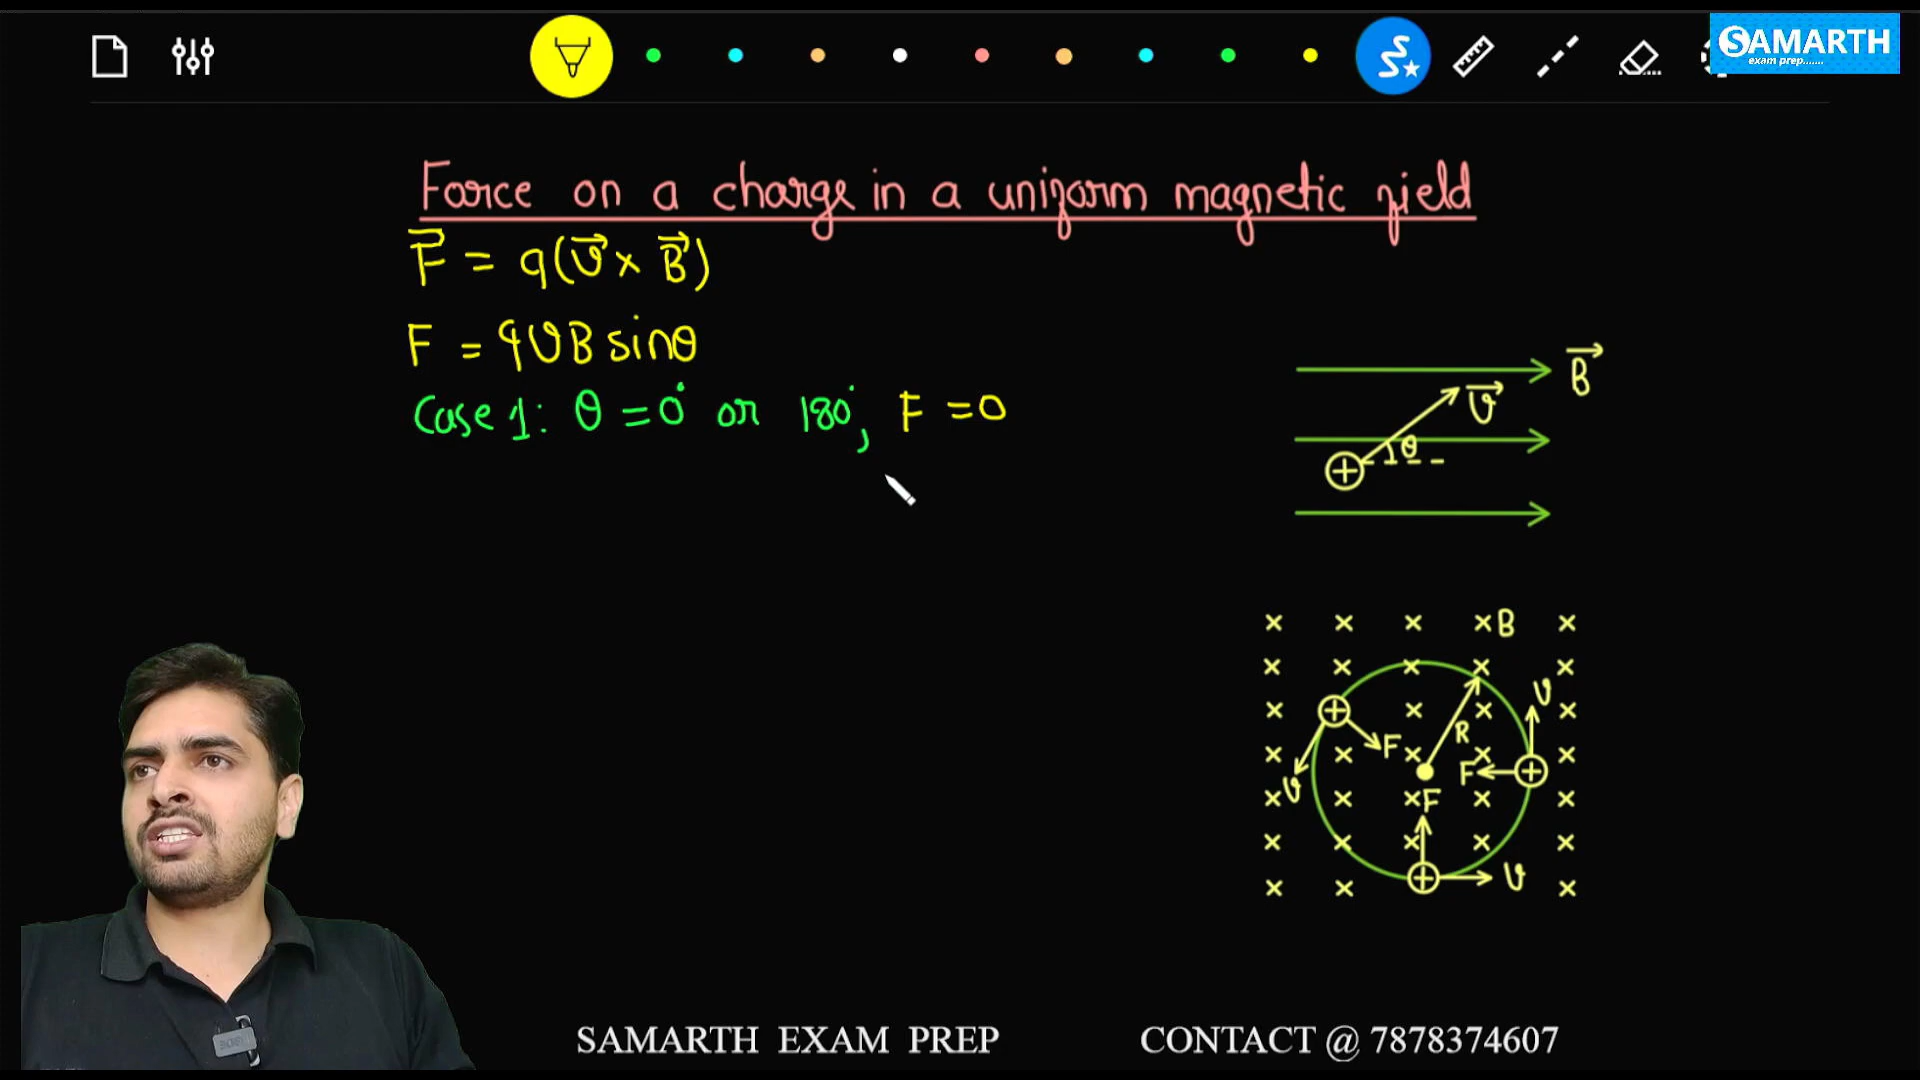 SAMARTH
exam prep.......
Force on a charge in a uniform magnetic field
F⃗ = q(v⃗ × B⃗)
F = qvB sinθ
Case 1: θ = 0° or 180°, F = 0
B⃗
v⃗
θ
B
v
R
F
F
v
F
v
SAMARTH EXAM PREP CONTACT @ 7878374607